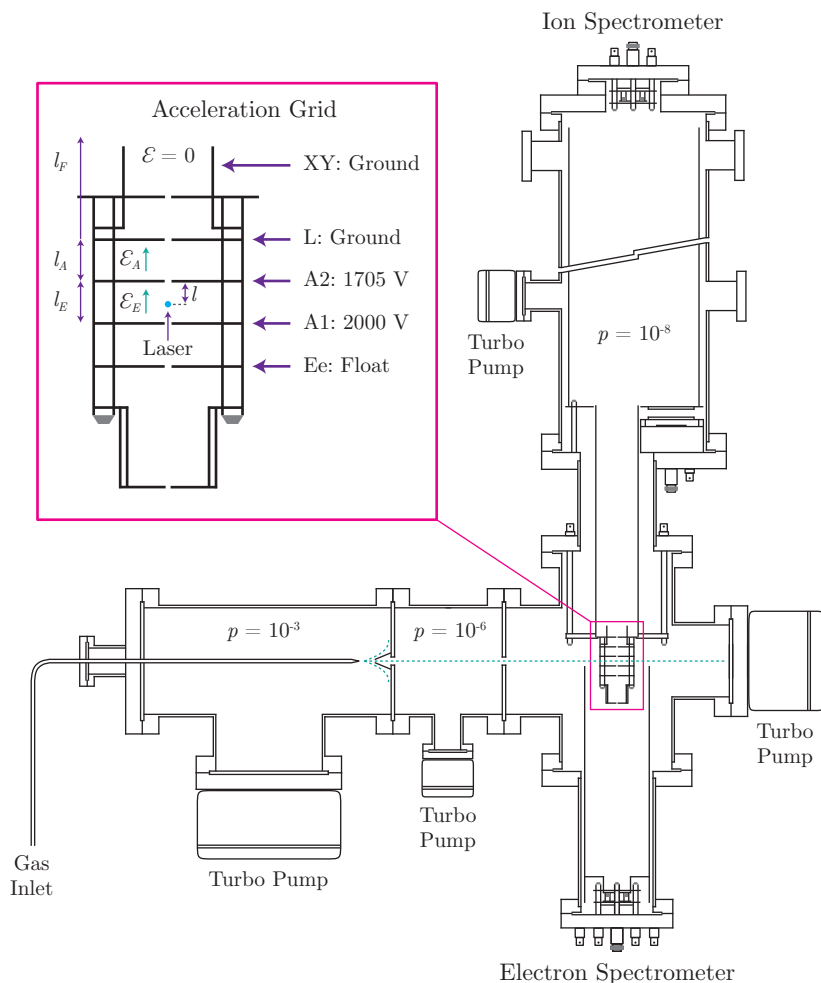 Ion Spectrometer
Acceleration Grid
l_F
ℰ = 0
XY: Ground
L: Ground
l_A
ℰ_A
A2: 1705 V
l_E
ℰ_E
l
A1: 2000 V
Laser
Ee: Float
Turbo
Pump
p = 10⁻⁸
p = 10⁻³
p = 10⁻⁶
Turbo
Pump
Turbo
Pump
Gas
Inlet
Turbo Pump
Electron Spectrometer